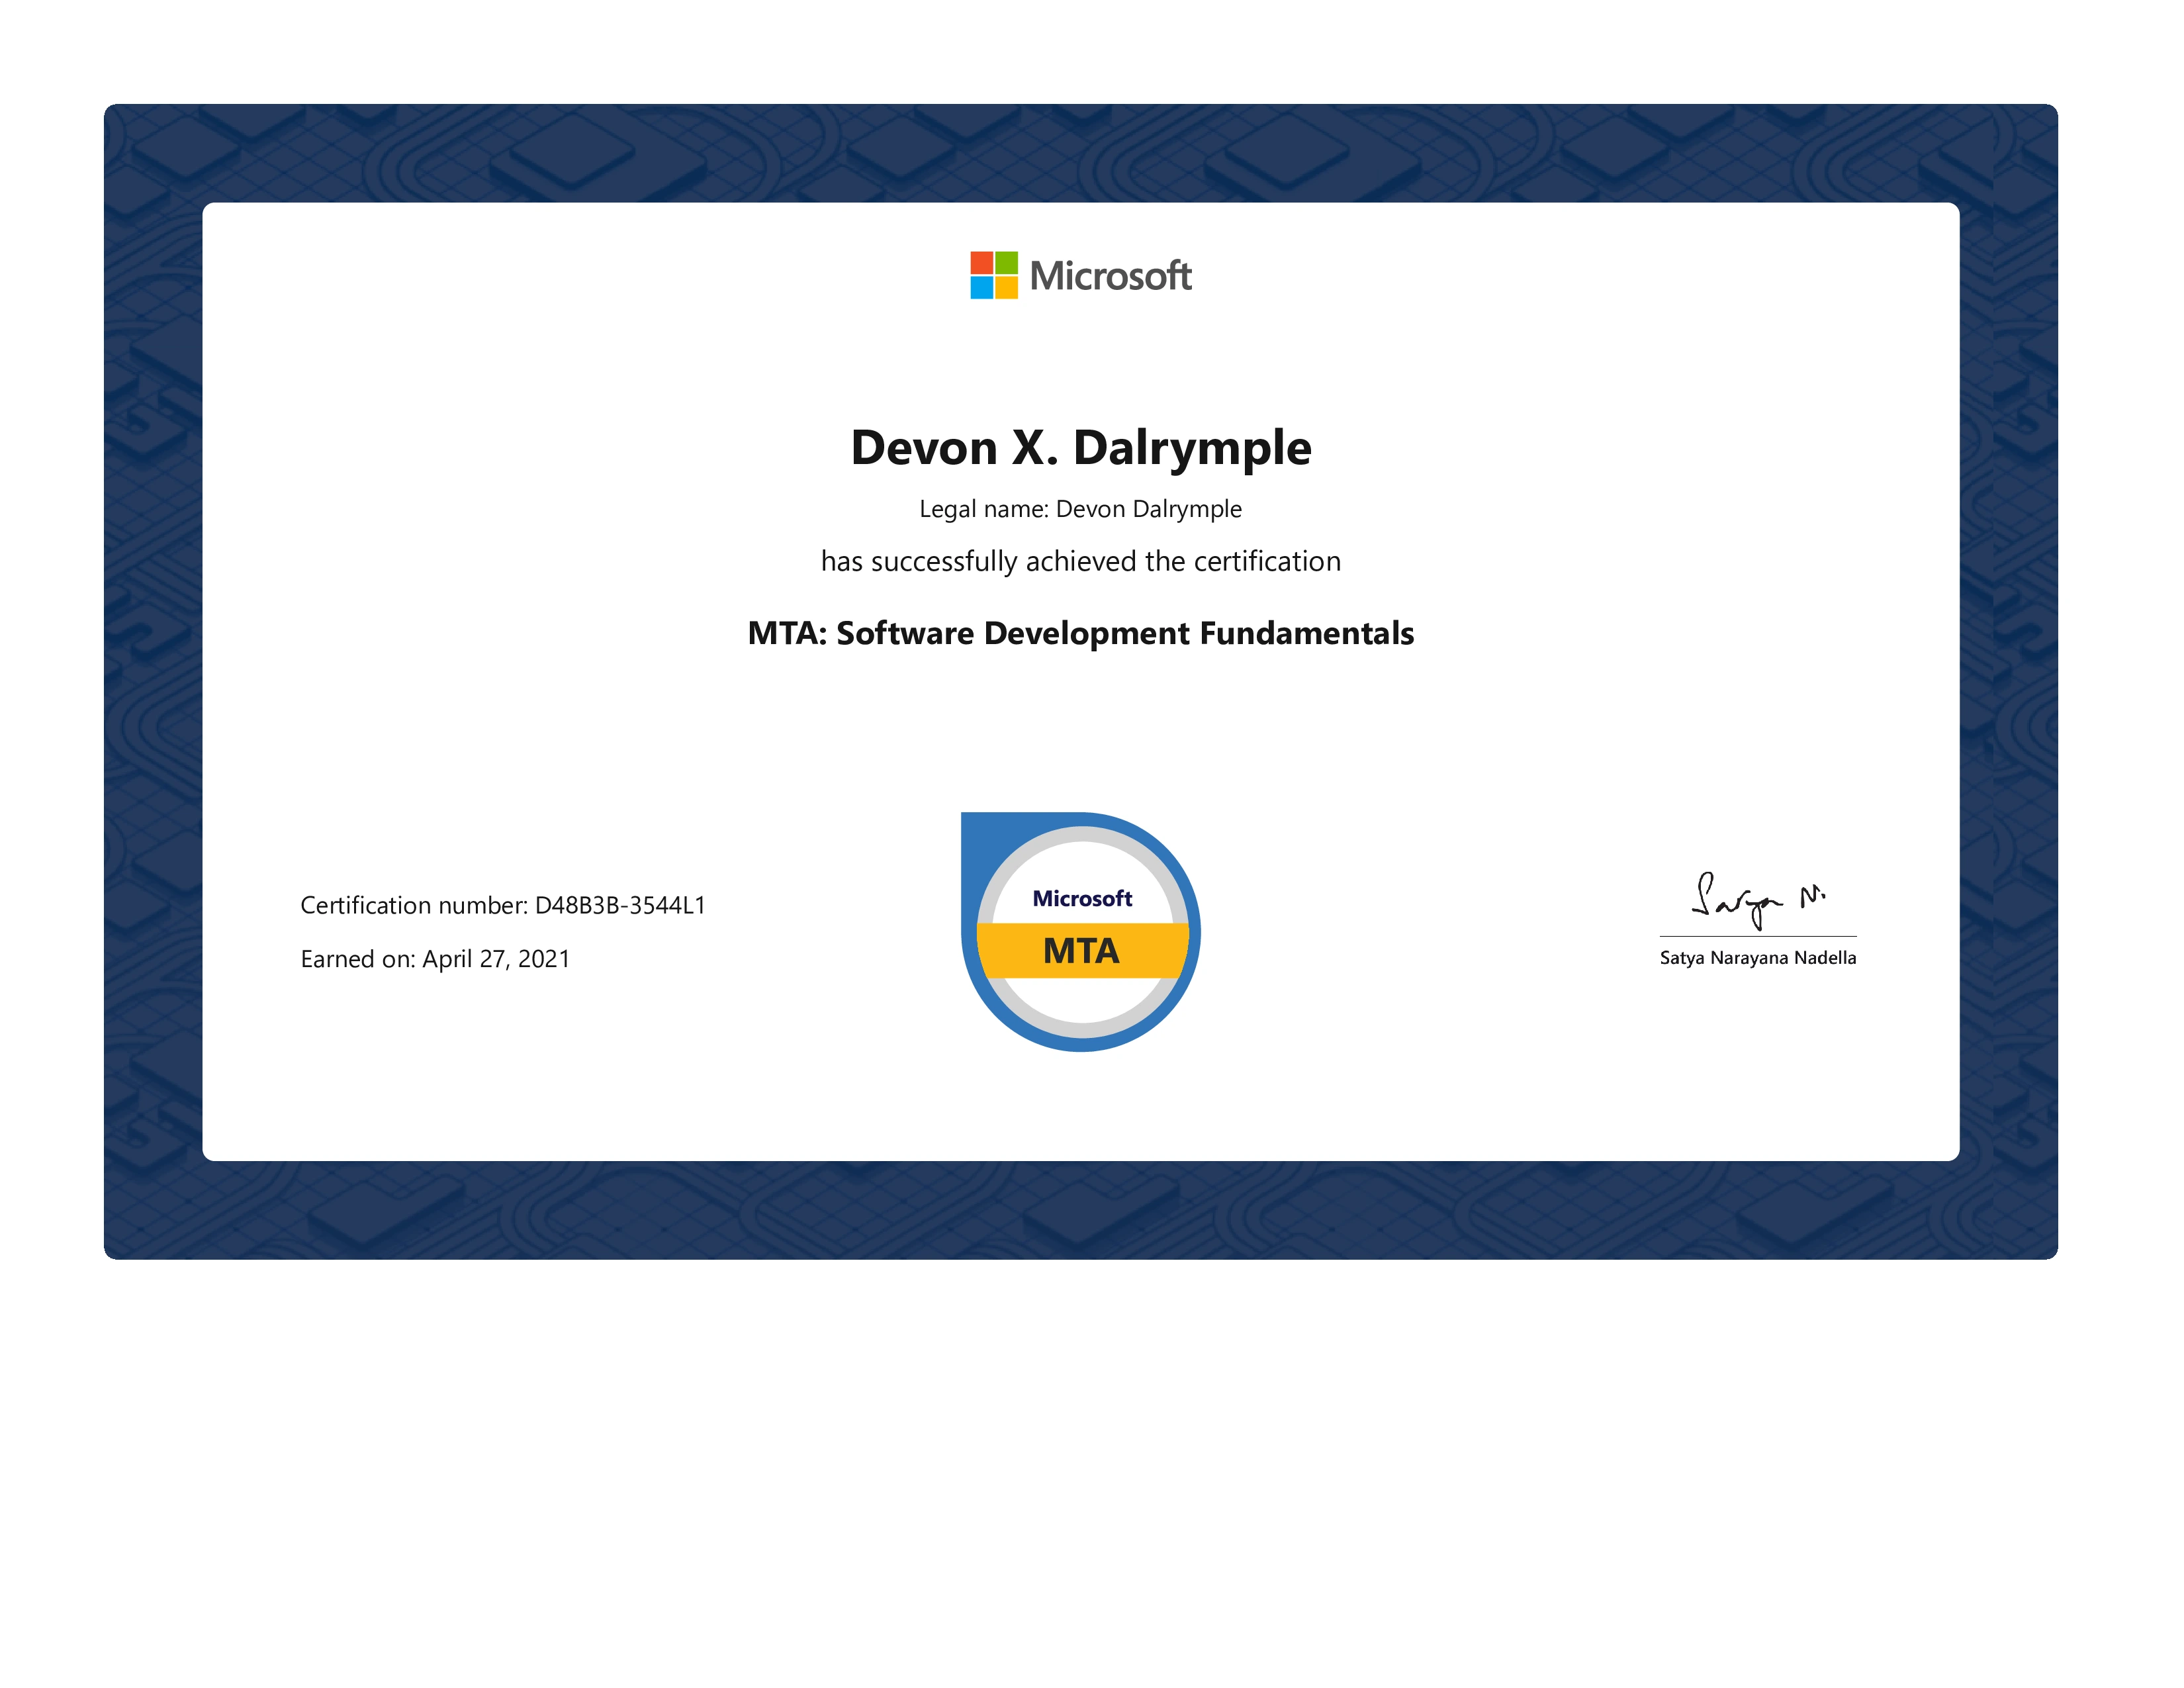 Microsoft
Devon X. Dalrymple
Legal name: Devon Dalrymple
has successfully achieved the certification
MTA: Software Development Fundamentals
Certification number: D48B3B-3544L1
Earned on: April 27, 2021
Microsoft
MTA
Satya N.
Satya Narayana Nadella